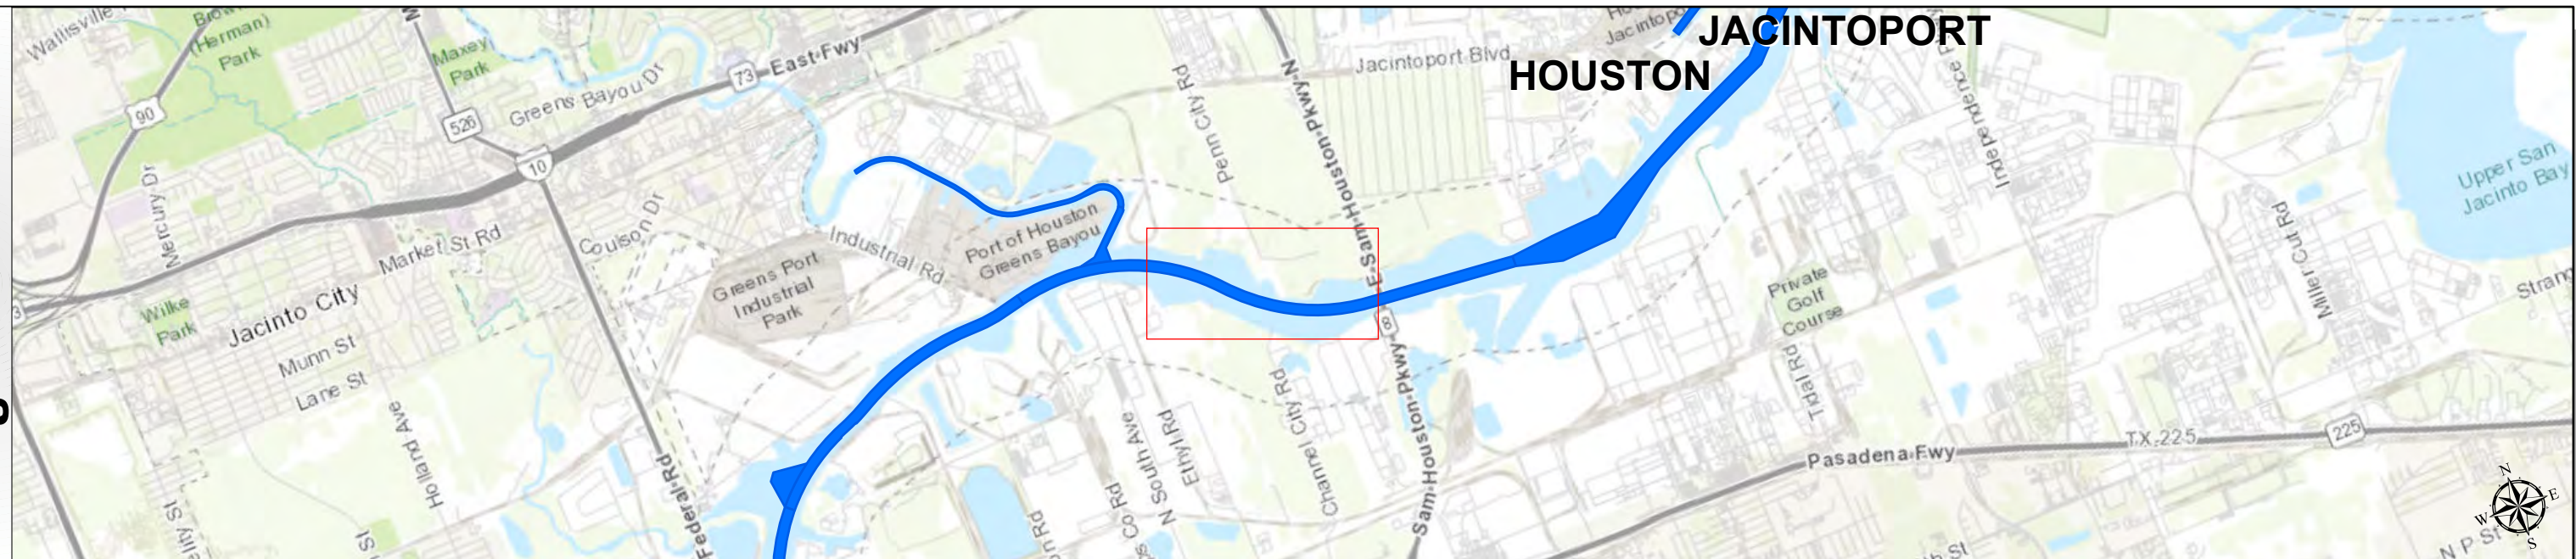 JACINTOPORT
HOUSTON
Wallisville
(Herman)
Park
Maxey
Park
90
526
10
73
East Fwy
Greens Bayou Dr
Mercury Dr
Market St Rd
Coulson Dr
Jacinto City
Wilke
Park
Munn St
Lane St
Holland Ave
Federal Rd
Industrial Rd
Greens Port
Industrial
Park
Port of Houston
Greens Bayou
Penn City Rd
Jacintoport Blvd
E Sam Houston Pkwy N
8
Sam Houston Pkwy
Channel City Rd
N South Ave
Ethyl Rd
Private
Golf
Course
Tidal Rd
Pasadena Fwy
TX-225
225
Miller Cut Rd
Upper San
Jacinto Bay
N P St
N
E
S
W